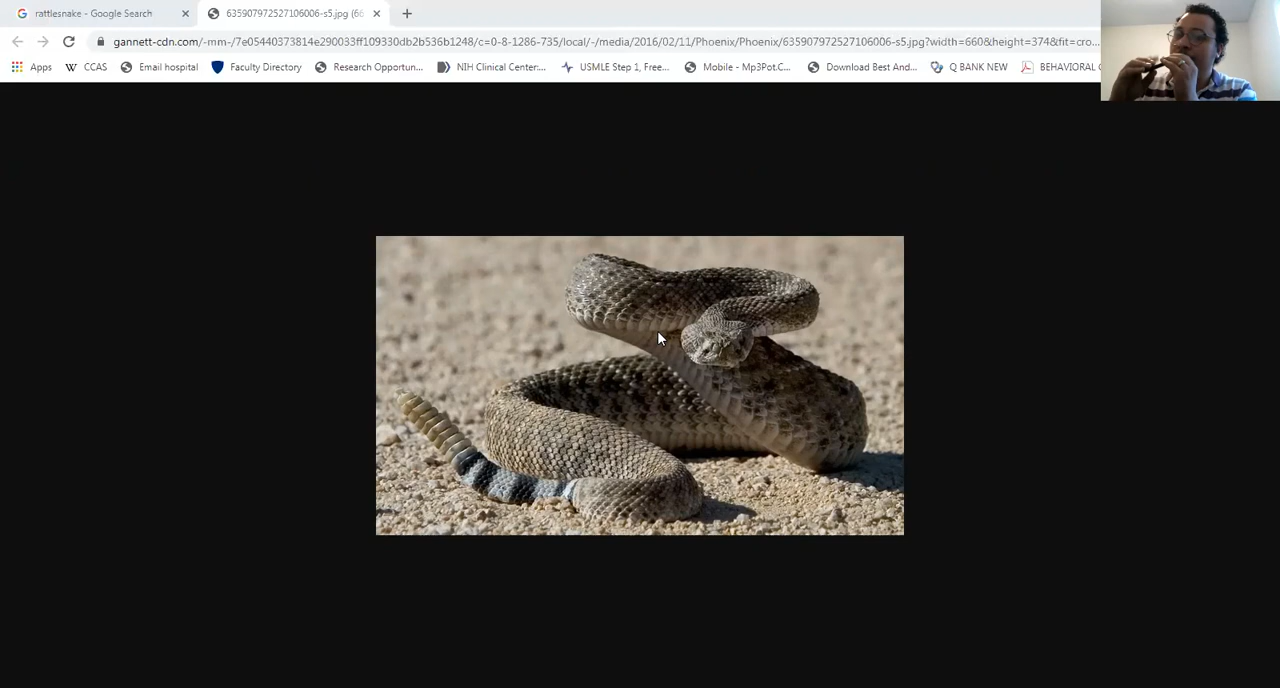 rattlesnake - Google Search
635907972527106006-s5.jpg (66
gannett-cdn.com/-mm-/7e05440373814e290033ff109330db2b536b1248/c=0-8-1286-735/local/-/media/2016/02/11/Phoenix/Phoenix/635907972527106006-s5.jpg?width=660&height=374&fit=cro...
Apps CCAS Email hospital Faculty Directory Research Opportun... NIH Clinical Center:... USMLE Step 1, Free... Mobile - Mp3Pot.C... Download Best And... Q BANK NEW BEHAVIORAL